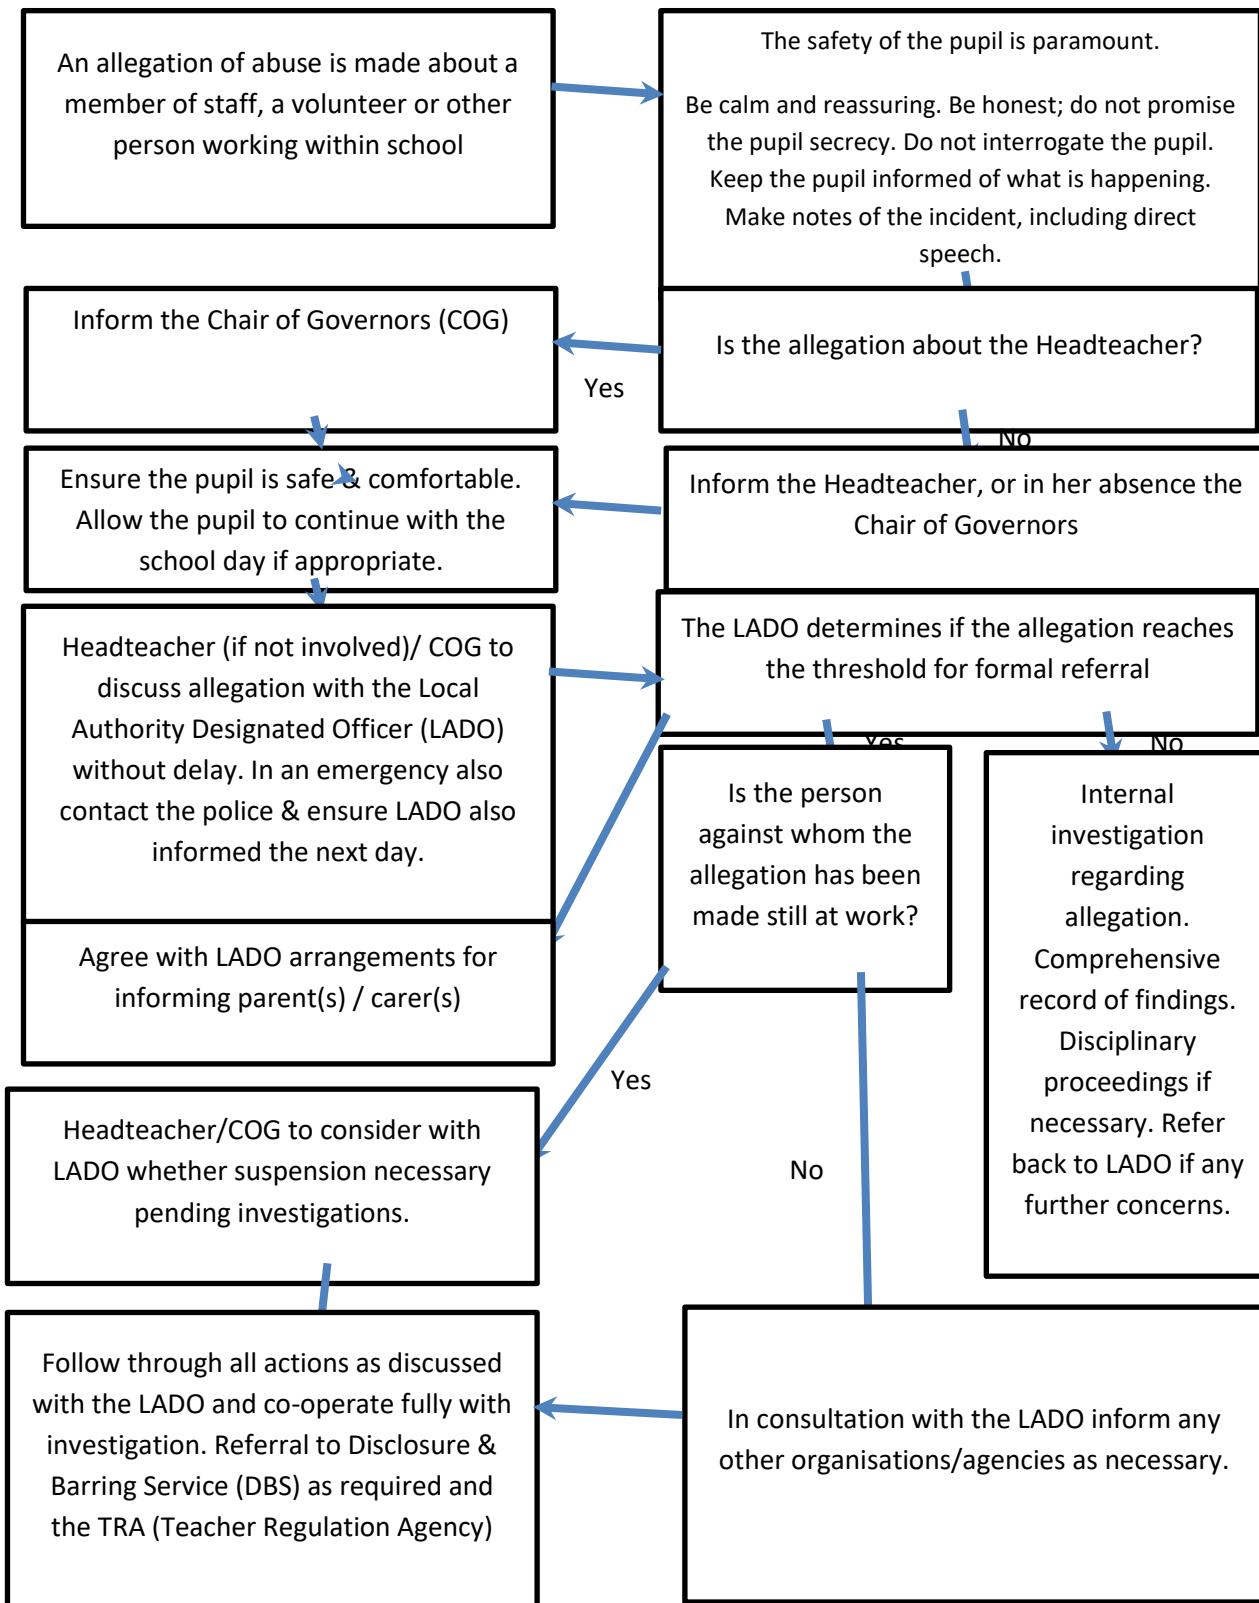 An allegation of abuse is made about a
member of staff, a volunteer or other
person working within school
The safety of the pupil is paramount.
Be calm and reassuring. Be honest; do not promise
the pupil secrecy. Do not interrogate the pupil.
Keep the pupil informed of what is happening.
Make notes of the incident, including direct
speech.
Is the allegation about the Headteacher?
Yes
Inform the Chair of Governors (COG)
No
Inform the Headteacher, or in her absence the
Chair of Governors
Ensure the pupil is safe & comfortable.
Allow the pupil to continue with the
school day if appropriate.
Headteacher (if not involved)/ COG to
discuss allegation with the Local
Authority Designated Officer (LADO)
without delay. In an emergency also
contact the police & ensure LADO also
informed the next day.
The LADO determines if the allegation reaches
the threshold for formal referral
Agree with LADO arrangements for
informing parent(s) / carer(s)
Yes
Is the person
against whom the
allegation has been
made still at work?
No
Internal
investigation
regarding
allegation.
Comprehensive
record of findings.
Disciplinary
proceedings if
necessary. Refer
back to LADO if any
further concerns.
Yes
Headteacher/COG to consider with
LADO whether suspension necessary
pending investigations.
No
In consultation with the LADO inform any
other organisations/agencies as necessary.
Follow through all actions as discussed
with the LADO and co-operate fully with
investigation. Referral to Disclosure &
Barring Service (DBS) as required and
the TRA (Teacher Regulation Agency)